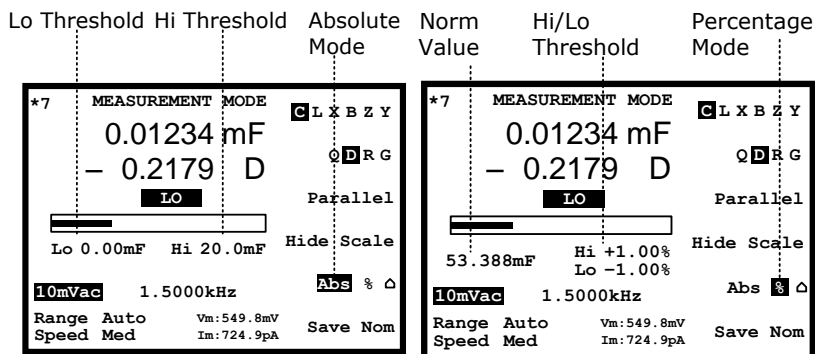 Lo Threshold Hi Threshold Absolute Mode
*7 MEASUREMENT MODE
C L X B Z Y
0.01234 mF
– 0.2179 D
Q D R G
LO
Parallel
Lo 0.00mF Hi 20.0mF
Hide Scale
Abs % ⌂
10mVac 1.5000kHz
Range Auto Vm:549.8mV
Speed Med Im:724.9pA
Save Nom
Norm Value
Hi/Lo Threshold
Percentage Mode
*7 MEASUREMENT MODE
C L X B Z Y
0.01234 mF
– 0.2179 D
Q D R G
LO
Parallel
Hide Scale
53.388mF
Hi +1.00%
Lo –1.00%
Abs % ⌂
10mVac 1.5000kHz
Range Auto Vm:549.8mV
Speed Med Im:724.9pA
Save Nom